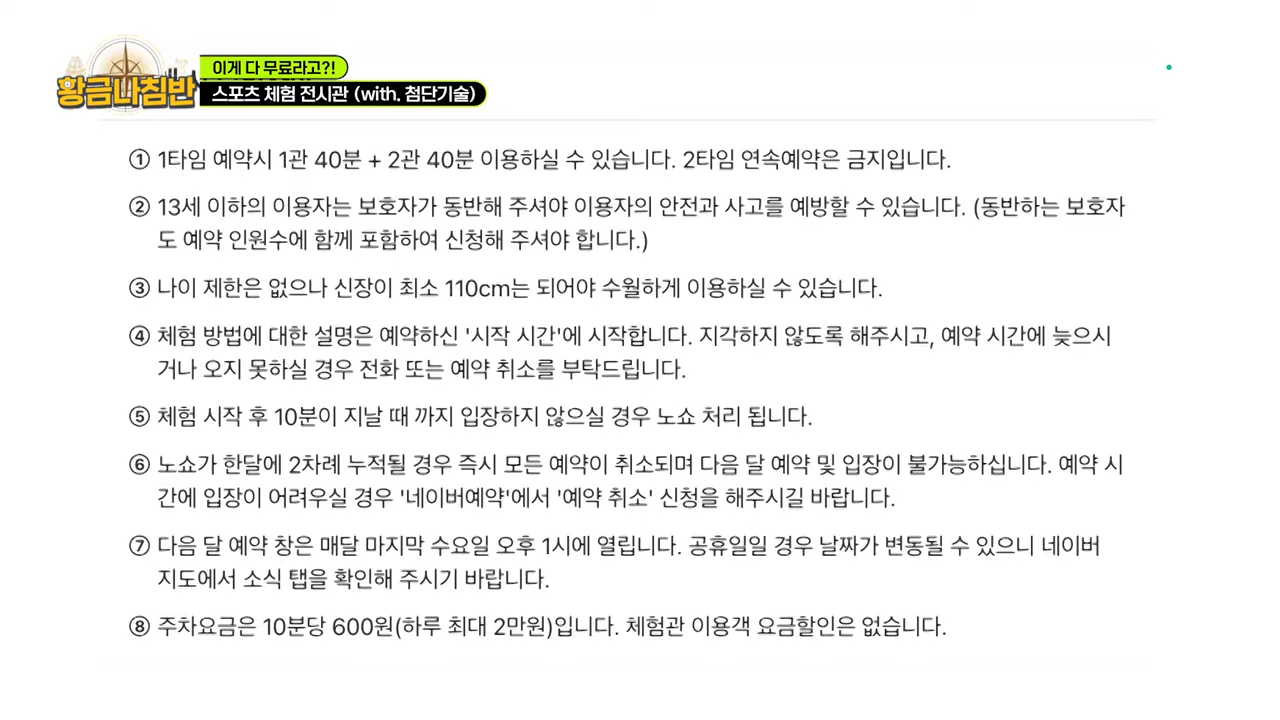 황금나침반
이게 다 무료라고?!
스포츠 체험 전시관 (with. 첨단기술)
① 1타임 예약시 1관 40분 + 2관 40분 이용하실 수 있습니다. 2타임 연속예약은 금지입니다.
② 13세 이하의 이용자는 보호자가 동반해 주셔야 이용자의 안전과 사고를 예방할 수 있습니다. (동반하는 보호자
도 예약 인원수에 함께 포함하여 신청해 주셔야 합니다.)
③ 나이 제한은 없으나 신장이 최소 110cm는 되어야 수월하게 이용하실 수 있습니다.
④ 체험 방법에 대한 설명은 예약하신 '시작 시간'에 시작합니다. 지각하지 않도록 해주시고, 예약 시간에 늦으시
거나 오지 못하실 경우 전화 또는 예약 취소를 부탁드립니다.
⑤ 체험 시작 후 10분이 지날 때 까지 입장하지 않으실 경우 노쇼 처리 됩니다.
⑥ 노쇼가 한달에 2차례 누적될 경우 즉시 모든 예약이 취소되며 다음 달 예약 및 입장이 불가능하십니다. 예약 시
간에 입장이 어려우실 경우 '네이버예약'에서 '예약 취소' 신청을 해주시길 바랍니다.
⑦ 다음 달 예약 창은 매달 마지막 수요일 오후 1시에 열립니다. 공휴일일 경우 날짜가 변동될 수 있으니 네이버
지도에서 소식 탭을 확인해 주시기 바랍니다.
⑧ 주차요금은 10분당 600원(하루 최대 2만원)입니다. 체험관 이용객 요금할인은 없습니다.